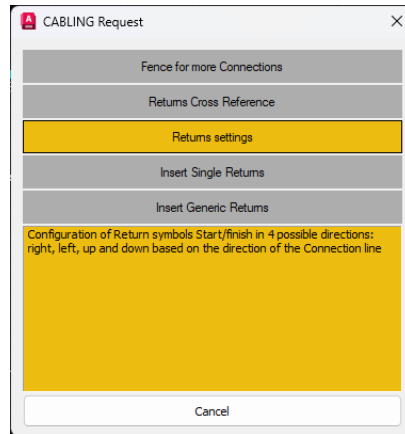 CABLING Request
Fence for more Connections
Returns Cross Reference
Returns settings
Insert Single Returns
Insert Generic Returns
Configuration of Return symbols Start/finish in 4 possible directions:
right, left, up and down based on the direction of the Connection line
Cancel